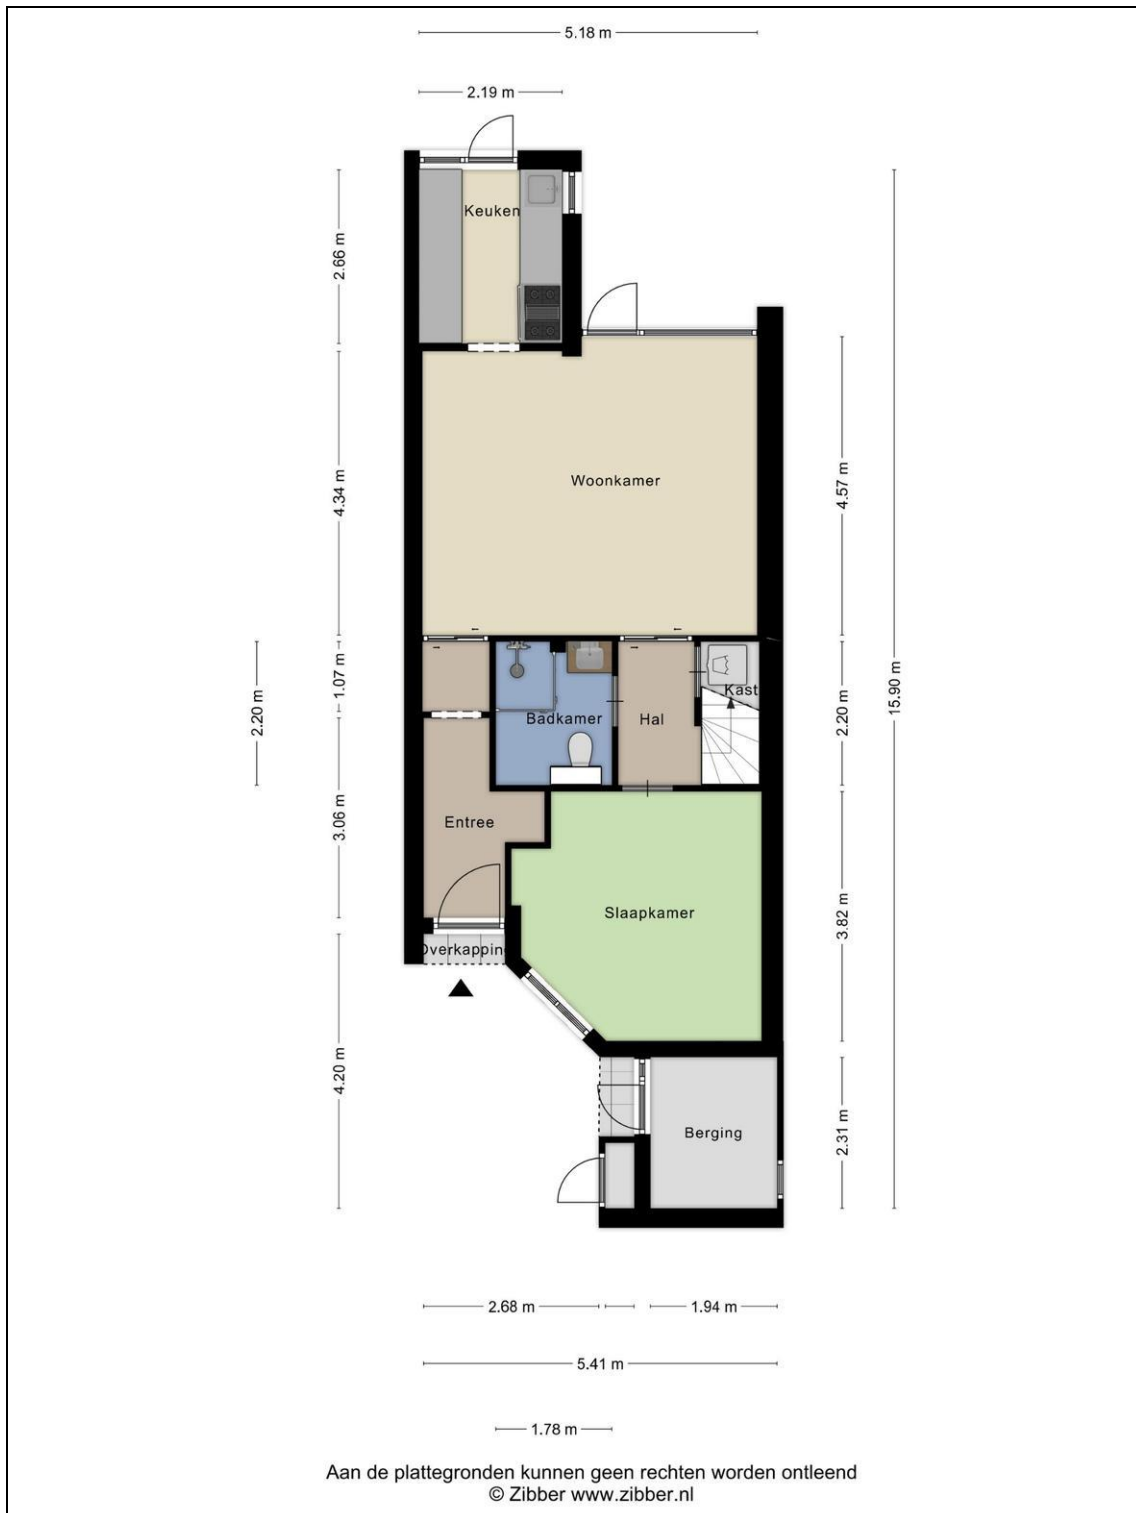 5.18 m
2.19 m
Keuken
2.66 m
4.34 m
Woonkamer
4.57 m
2.20 m
1.07 m
Badkamer
Hal
Kast
2.20 m
15.90 m
3.06 m
Entree
Slaapkamer
3.82 m
Overkapping
4.20 m
Berging
2.31 m
2.68 m
1.94 m
5.41 m
1.78 m
Aan de plattegronden kunnen geen rechten worden ontleend
© Zibber www.zibber.nl